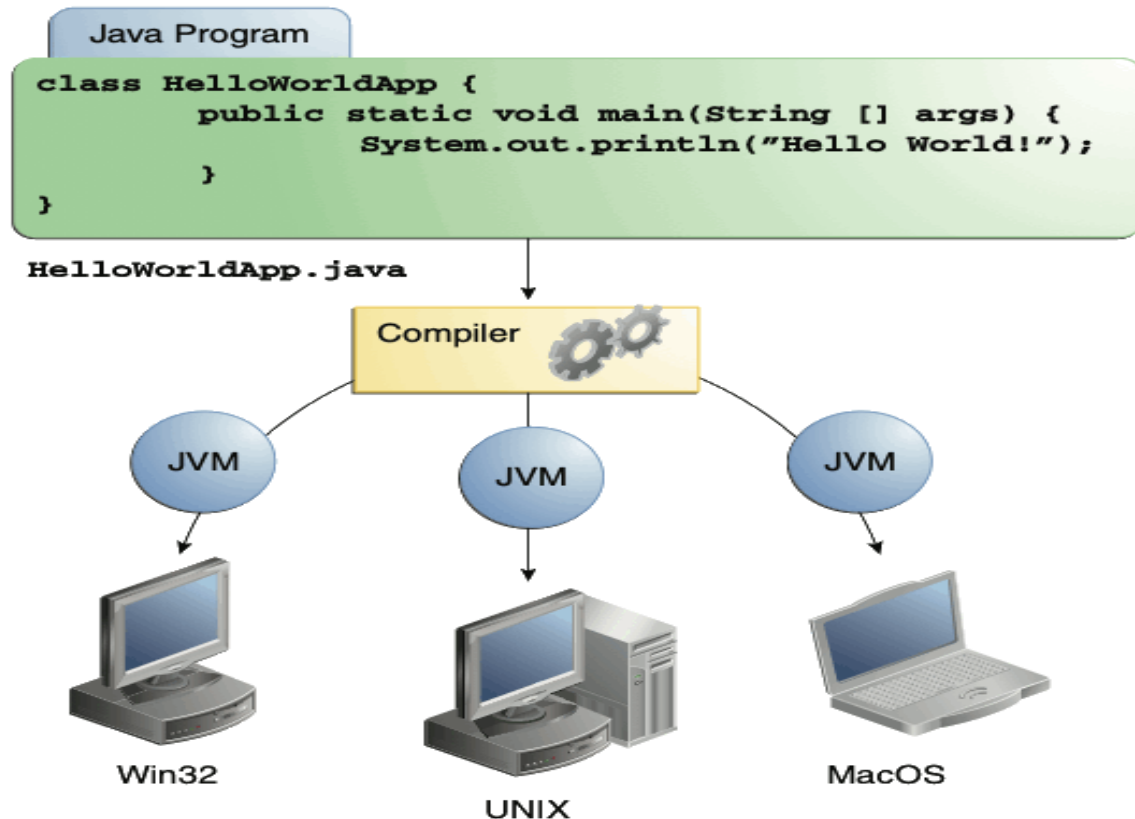 Java Program
class HelloWorldApp {
public static void main(String [] args) {
System.out.println(”Hello World!”);
}
}
HelloWorldApp.java
Compiler
JVM
JVM
JVM
Win32
UNIX
MacOS